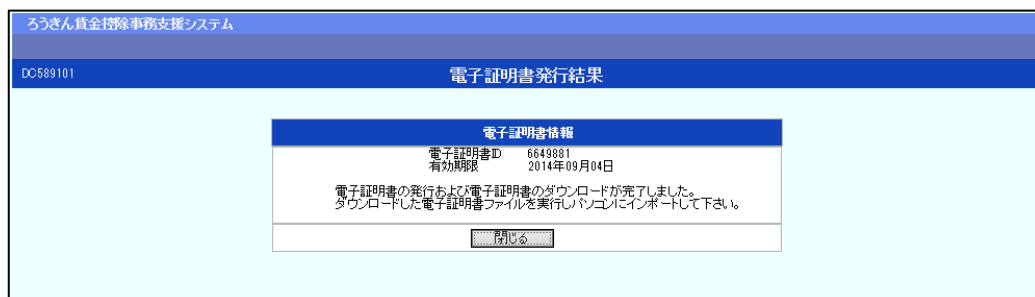 ろうきん賃金控除事務支援システム
DC589101
電子証明書発行結果
電子証明書情報
電子証明書ID 6649881
有効期限 2014年09月04日
電子証明書の発行および電子証明書のダウンロードが完了しました。
ダウンロードした電子証明書ファイルを実行しパソコンにインポートして下さい。
閉じる